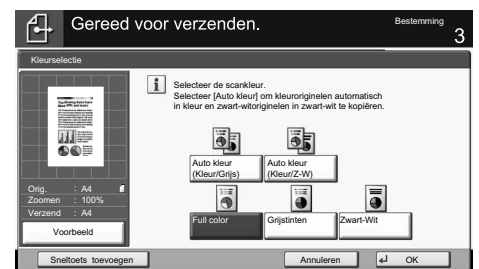 Gereed voor verzenden.
Bestemming
3
Kleurselectie
Selecteer de scankleur.
Selecteer [Auto kleur] om kleuroriginelen automatisch
in kleur en zwart-witoriginelen in zwart-wit te kopiëren.
Auto kleur
(Kleur/Grijs)
Auto kleur
(Kleur/Z-W)
Orig. : A4
Zoomen : 100%
Verzend : A4
Full color
Grijstinten
Zwart-Wit
Voorbeeld
Sneltoets toevoegen
Annuleren
OK